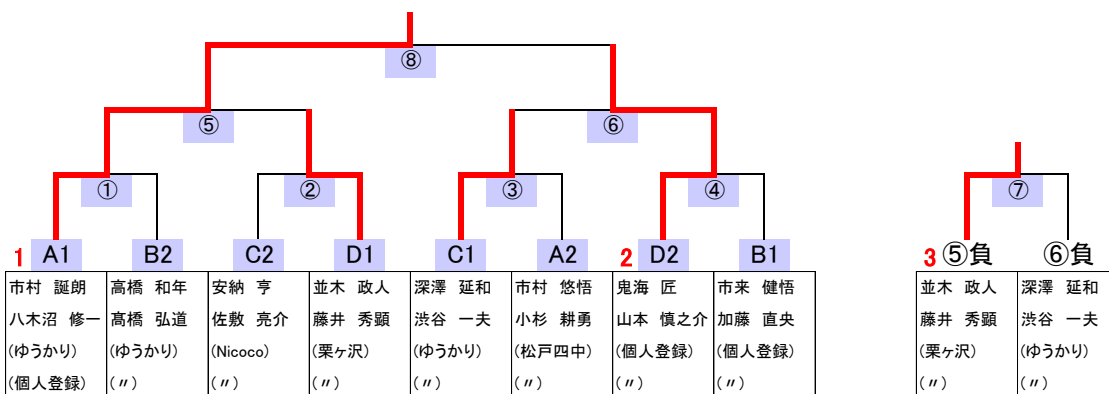 ⑧
⑤ ⑥
① ② ③ ④ ⑦
1 A1 B2 C2 D1 C1 A2 2 D2 B1 3 ⑤負 ⑥負
市村 誕朗 高橋 和年 安納 亨 並木 政人 深澤 延和 市村 悠悟 鬼海 匠 市来 健悟 並木 政人 深澤 延和
八木沼 修一 髙橋 弘道 佐敷 亮介 藤井 秀顕 渋谷 一夫 小杉 耕勇 山本 慎之介 加藤 直央 藤井 秀顕 渋谷 一夫
(ゆうかり) (ゆうかり) (Nicoco) (栗ヶ沢) (ゆうかり) (松戸四中) (個人登録) (個人登録) (栗ヶ沢) (ゆうかり)
(個人登録) (〃) (〃) (〃) (〃) (〃) (〃) (〃) (〃) (〃)